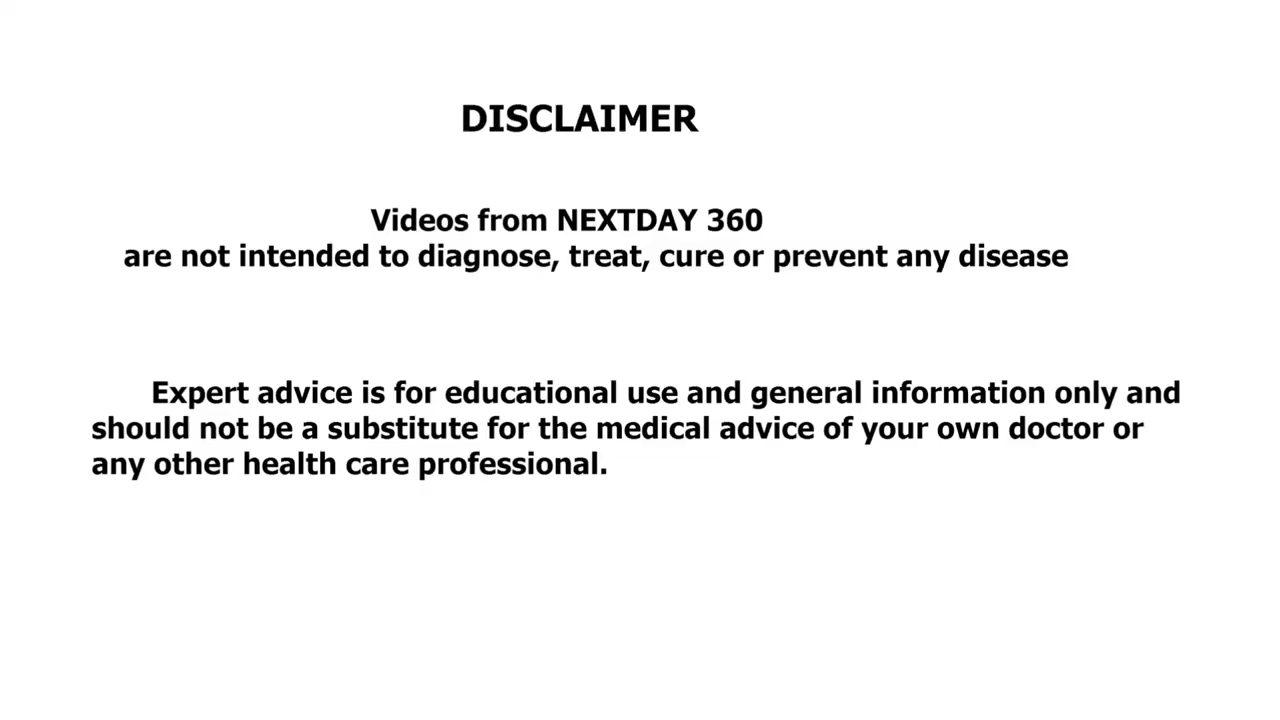 DISCLAIMER
Videos from NEXTDAY 360
are not intended to diagnose, treat, cure or prevent any disease
Expert advice is for educational use and general information only and
should not be a substitute for the medical advice of your own doctor or
any other health care professional.